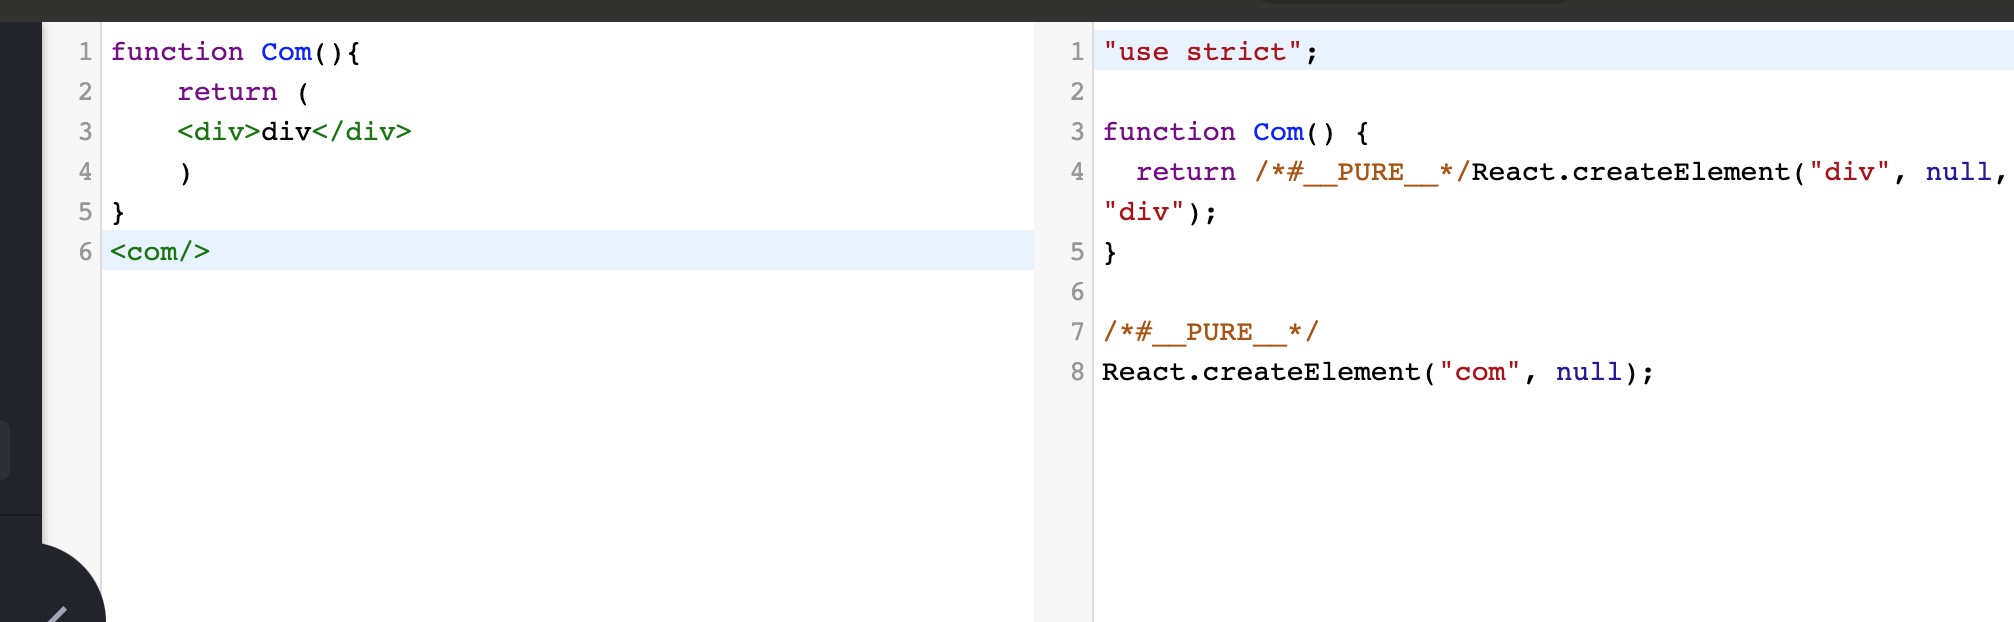 1 function Com(){
2     return (
3     <div>div</div>
4     )
5 }
6 <com/>
1 "use strict";
2
3 function Com() {
4   return /*#__PURE__*/React.createElement("div", null,
"div");
5 }
6
7 /*#__PURE__*/
8 React.createElement("com", null);